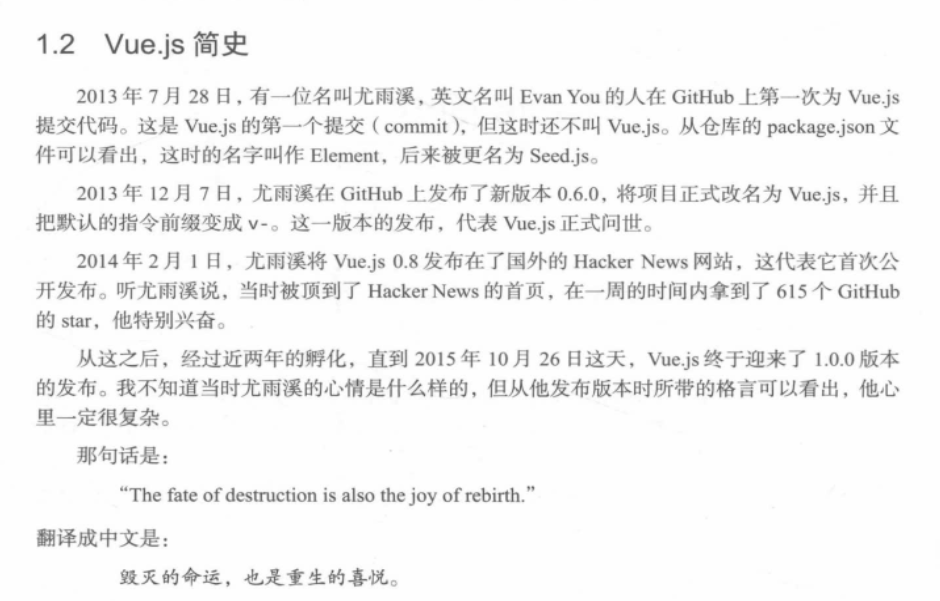 1.2 Vue.js 简史
2013 年 7 月 28 日，有一位名叫尤雨溪，英文名叫 Evan You 的人在 GitHub 上第一次为 Vue.js
提交代码。这是 Vue.js 的第一个提交（commit），但这时还不叫 Vue.js。从仓库的 package.json 文
件可以看出，这时的名字叫作 Element，后来被更名为 Seed.js。
2013 年 12 月 7 日，尤雨溪在 GitHub 上发布了新版本 0.6.0，将项目正式改名为 Vue.js，并且
把默认的指令前缀变成 v-。这一版本的发布，代表 Vue.js 正式问世。
2014 年 2 月 1 日，尤雨溪将 Vue.js 0.8 发布在了国外的 Hacker News 网站，这代表它首次公
开发布。听尤雨溪说，当时被顶到了 Hacker News 的首页，在一周的时间内拿到了 615 个 GitHub
的 star，他特别兴奋。
从这之后，经过近两年的孵化，直到 2015 年 10 月 26 日这天，Vue.js 终于迎来了 1.0.0 版本
的发布。我不知道当时尤雨溪的心情是什么样的，但从他发布版本时所带的格言可以看出，他心
里一定很复杂。
那句话是：
“The fate of destruction is also the joy of rebirth.”
翻译成中文是：
毁灭的命运，也是重生的喜悦。